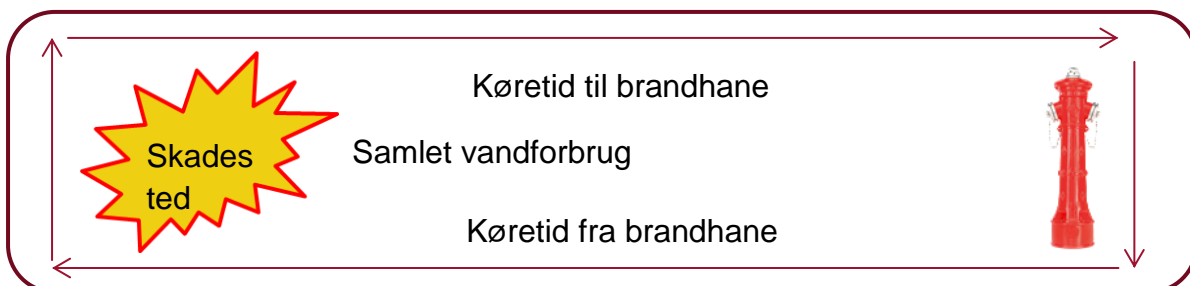 Køretid til brandhane
Samlet vandforbrug
Skades
ted
Køretid fra brandhane